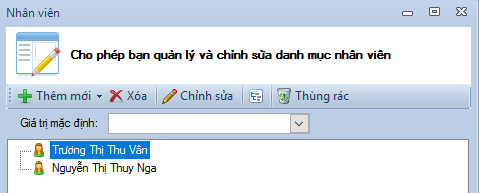 Nhân viên
Cho phép bạn quản lý và chỉnh sửa danh mục nhân viên
Thêm mới Xóa Chỉnh sửa Thùng rác
Giá trị mặc định:
Trương Thị Thu Vân
Nguyễn Thị Thuy Nga